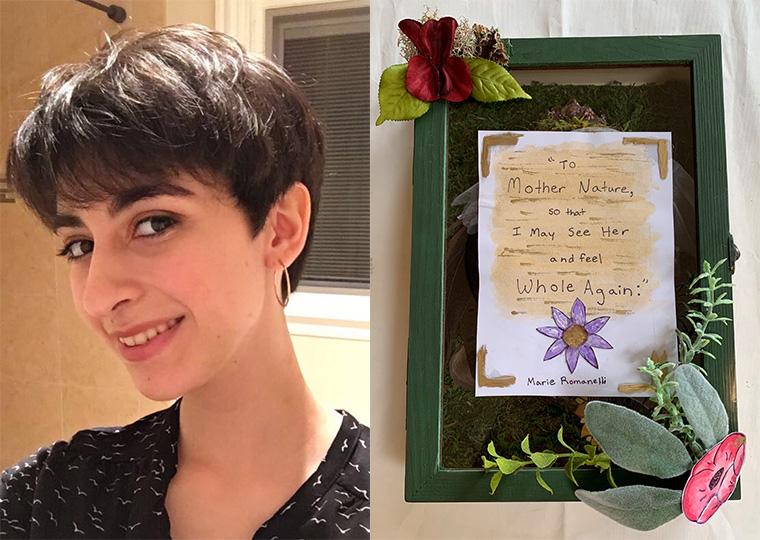 "To
Mother Nature,
so that
I May See Her
and feel
Whole Again:"
Marie Romanelli